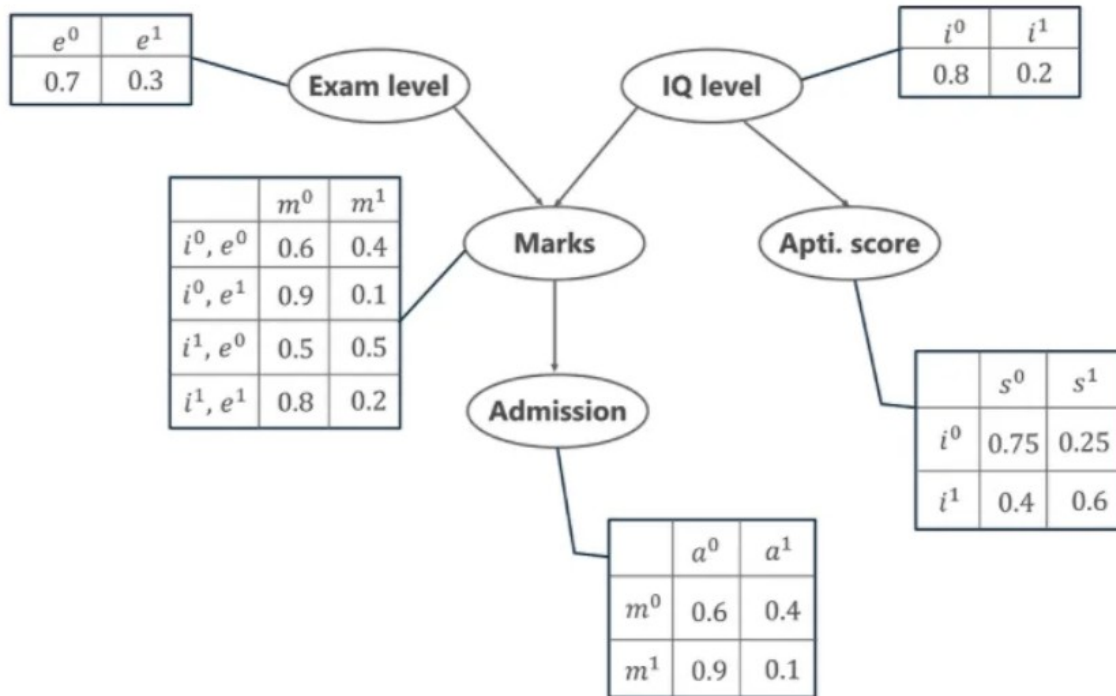 e⁰ e¹
0.7 0.3
Exam level
IQ level
i⁰ i¹
0.8 0.2
m⁰ m¹
i⁰, e⁰ 0.6 0.4
i⁰, e¹ 0.9 0.1
i¹, e⁰ 0.5 0.5
i¹, e¹ 0.8 0.2
Marks
Apti. score
Admission
s⁰ s¹
i⁰ 0.75 0.25
i¹ 0.4 0.6
a⁰ a¹
m⁰ 0.6 0.4
m¹ 0.9 0.1